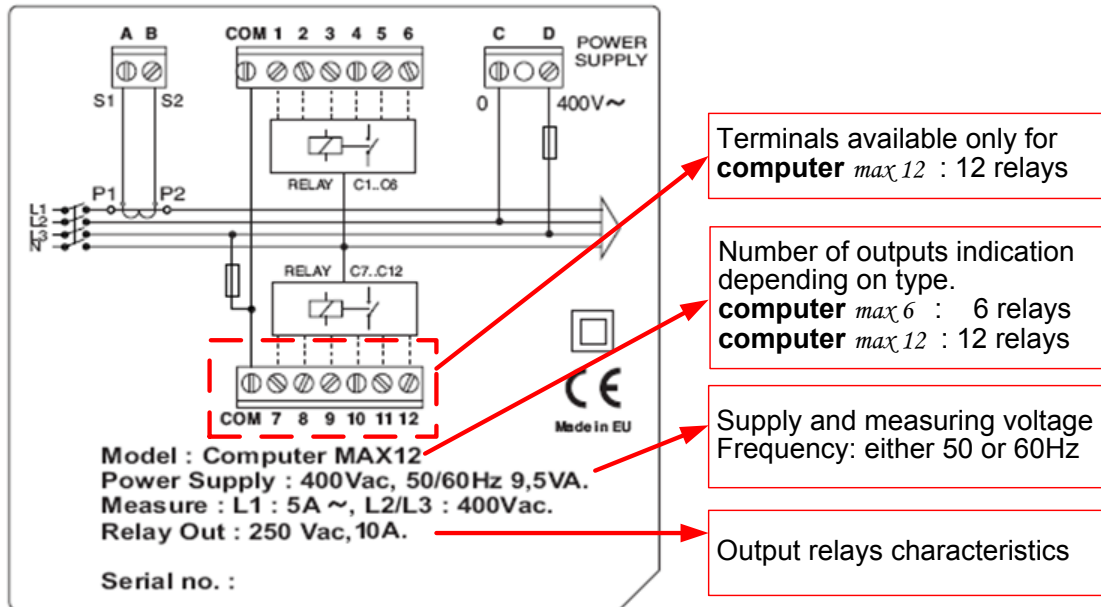 A B
COM 1 2 3 4 5 6
C D
POWER
SUPPLY
S1 S2
0 400V~
RELAY C1..C6
P1 P2
L1
L2
L3
N
RELAY C7..C12
COM 7 8 9 10 11 12
CE
Made in EU
Model : Computer MAX12
Power Supply : 400Vac, 50/60Hz 9,5VA.
Measure : L1 : 5A ~, L2/L3 : 400Vac.
Relay Out : 250 Vac, 10A.
Serial no. :
Terminals available only for
computer max 12 : 12 relays
Number of outputs indication
depending on type.
computer max 6 : 6 relays
computer max 12 : 12 relays
Supply and measuring voltage
Frequency: either 50 or 60Hz
Output relays characteristics